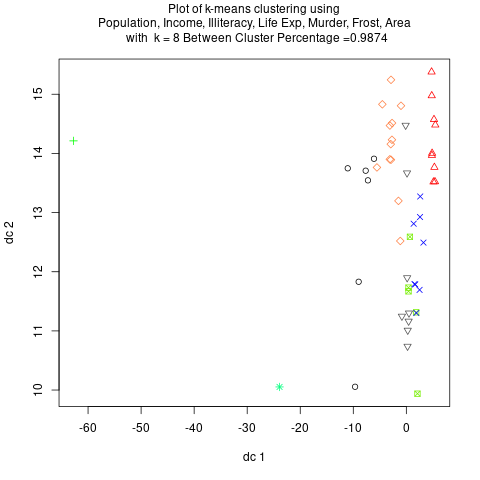 Plot of k-means clustering using
Population, Income, Illiteracy, Life Exp, Murder, Frost, Area
with  k = 8 Between Cluster Percentage =0.9874
15
14
13
12
11
10
dc 2
-60 -50 -40 -30 -20 -10 0
dc 1